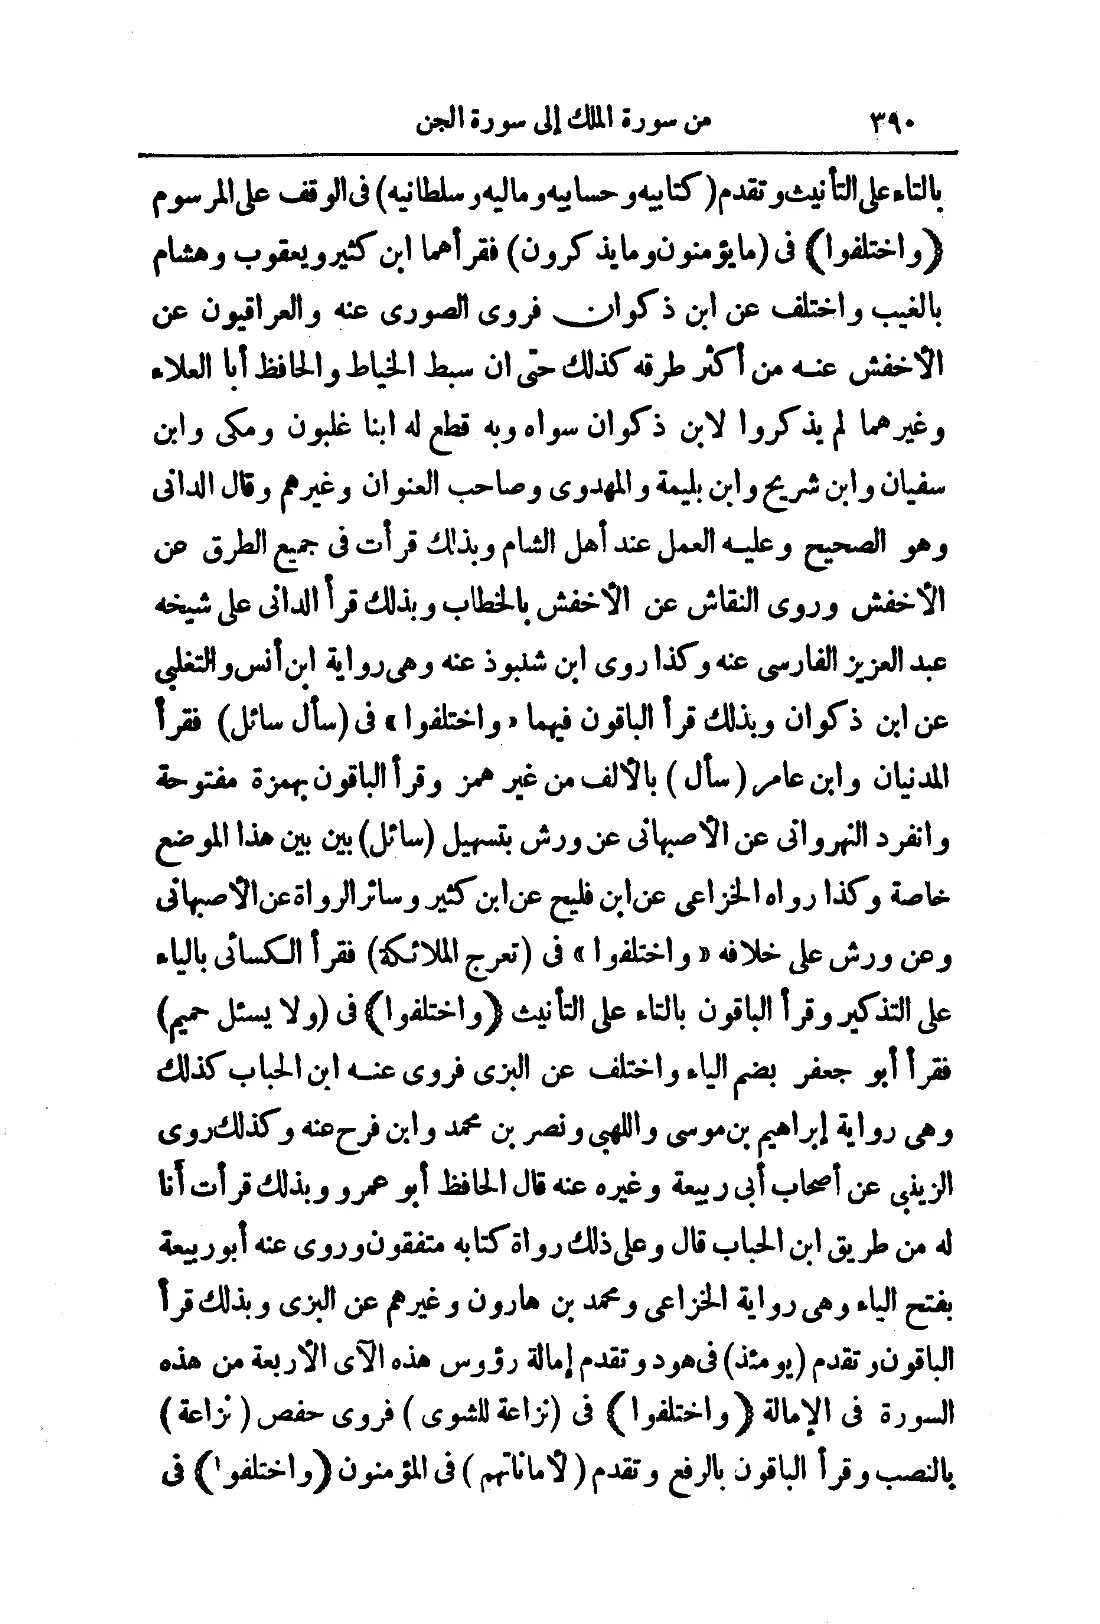 ٣٩٠ من سورة الملك إلى سورة الجن
بالتاء على التأنيث وتقدم (كتابيه وحسابيه وماليه وسلطانيه) فى الوقف على المرسوم
(واختلفوا) فى (مايؤمنون ومايذكرون) فقرأهما ابن كثير ويعقوب وهشام
بالغيب واختلف عن ابن ذكوان فروى الصورى عنه والعراقيون عن
الأخفش عنه من أكثر طرقه كذلك حتى ان سبط الخياط والحافظ أبا العلاء
وغيرهما لم يذكروا لابن ذكوان سواه وبه قطع له ابنا غلبون ومكى وابن
سفيان وابن شريح وابن بليمة والمهدوى وصاحب العنوان وغيرهم وقال الدانى
وهو الصحيح وعليه العمل عند أهل الشام وبذلك قرأت فى جميع الطرق عن
الأخفش وروى النقاش عن الأخفش بالخطاب وبذلك قرأ الدانى على شيخه
عبد العزيز الفارسى عنه وكذا روى ابن شنبوذ عنه وهى رواية ابن أنس والتغلبي
عن ابن ذكوان وبذلك قرأ الباقون فيهما «واختلفوا» فى (سأل سائل) فقرأ
المدنيان وابن عامر (سأل) بالألف من غير همز وقرأ الباقون بهمزة مفتوحة
وانفرد النهروانى عن الأصبهانى عن ورش بتسهيل (سائل) بين بين هذا الموضع
خاصة وكذا رواه الخزاعى عن ابن فليح عن ابن كثير وسائر الرواة عن الأصبهانى
وعن ورش على خلافه «واختلفوا» فى (تعرج الملائكة) فقرأ الكسائى بالياء
على التذكير وقرأ الباقون بالتاء على التأنيث (واختلفوا) فى (ولا يسئل حميم)
فقرأ أبو جعفر بضم الياء واختلف عن البزى فروى عنه ابن الحباب كذلك
وهى رواية إبراهيم بن موسى واللهبي ونصر بن محمد وابن فرح عنه وكذلك روى
الزينبي عن أصحاب أبى ربيعة وغيره عنه قال الحافظ أبو عمرو وبذلك قرأت أنا
له من طريق ابن الحباب قال وعلى ذلك رواة كتابه متفقون وروى عنه أبو ربيعة
بفتح الياء وهى رواية الخزاعى ومحمد بن هارون وغيرهم عن البزى وبذلك قرأ
الباقون وتقدم (يومئذ) فى هود وتقدم إمالة رؤوس هذه الآى الأربعة من هذه
السورة فى الإمالة (واختلفوا) فى (نزاعة للشوى) فروى حفص (نزاعة)
بالنصب وقرأ الباقون بالرفع وتقدم (لأماناتهم) فى المؤمنون (واختلفوا) فى